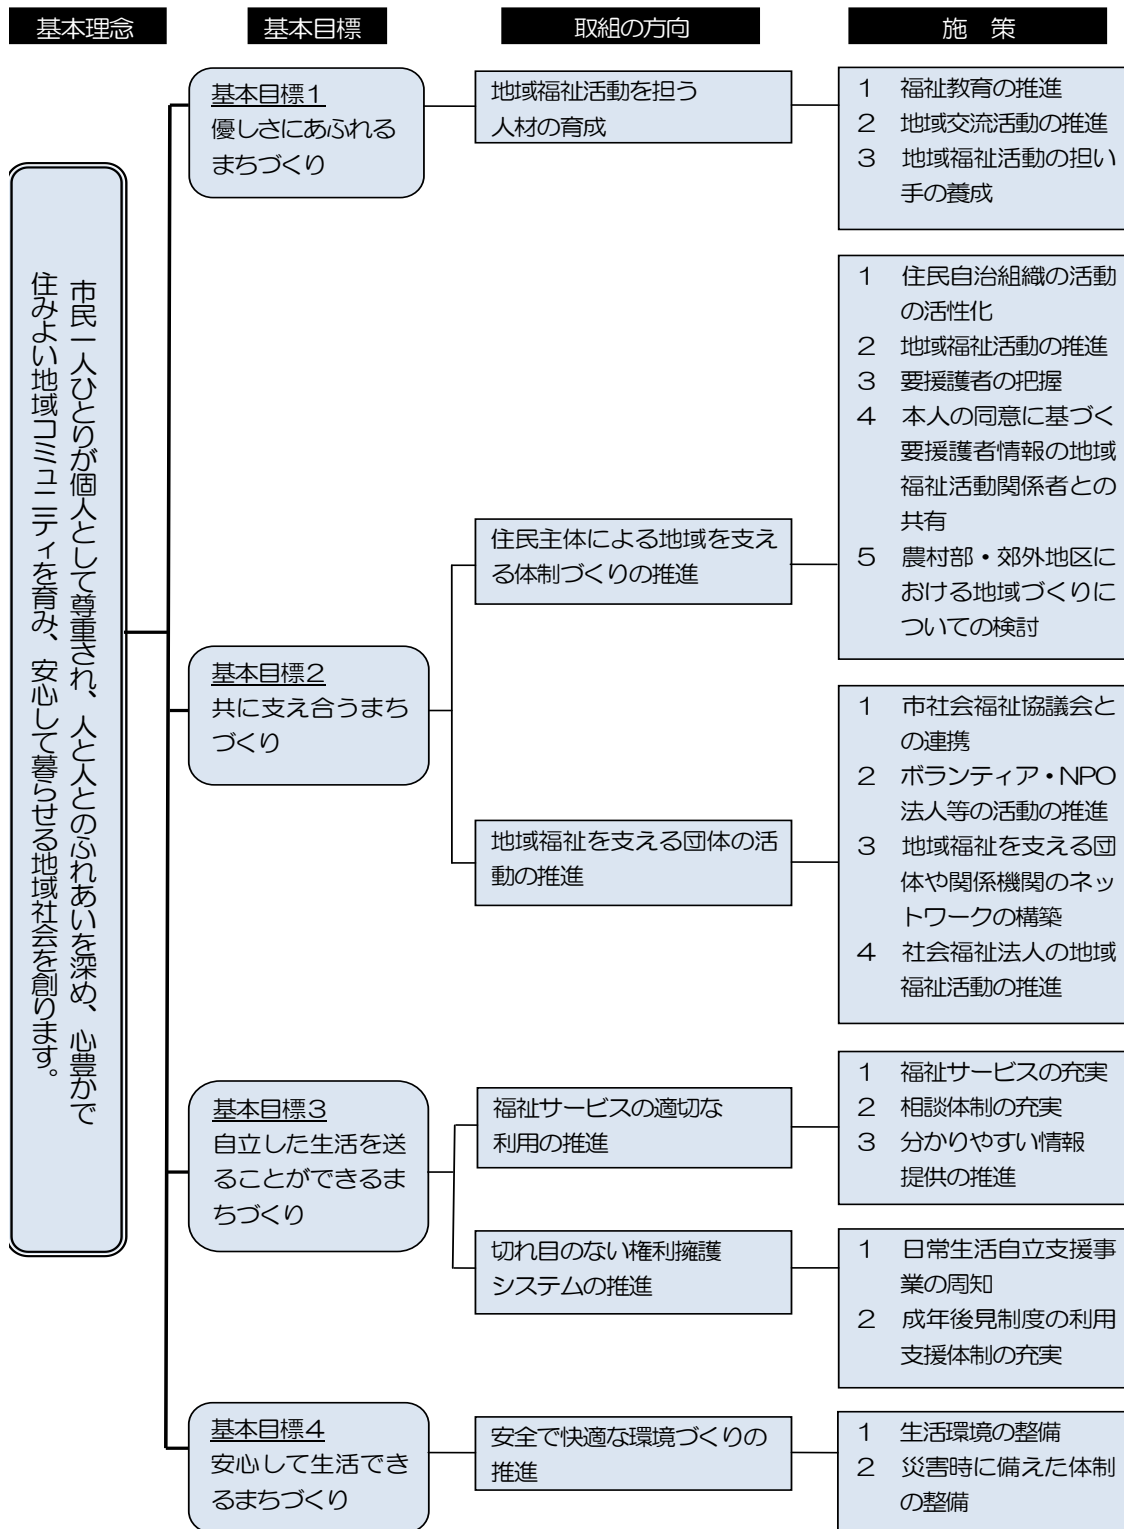 基本理念
基本目標
取組の方向
施　策
市民一人ひとりが個人として尊重され、人と人とのふれあいを深め、心豊かで
住みよい地域コミュニティを育み、安心して暮らせる地域社会を創ります。
基本目標１
優しさにあふれる
まちづくり
地域福祉活動を担う
人材の育成
１　福祉教育の推進
２　地域交流活動の推進
３　地域福祉活動の担い
手の養成
基本目標２
共に支え合うまち
づくり
住民主体による地域を支え
る体制づくりの推進
１　住民自治組織の活動
の活性化
２　地域福祉活動の推進
３　要援護者の把握
４　本人の同意に基づく
要援護者情報の地域
福祉活動関係者との
共有
５　農村部・郊外地区に
おける地域づくりに
ついての検討
地域福祉を支える団体の活
動の推進
１　市社会福祉協議会と
の連携
２　ボランティア・NPO
法人等の活動の推進
３　地域福祉を支える団
体や関係機関のネッ
トワークの構築
４　社会福祉法人の地域
福祉活動の推進
基本目標３
自立した生活を送
ることができるま
ちづくり
福祉サービスの適切な
利用の推進
１　福祉サービスの充実
２　相談体制の充実
３　分かりやすい情報
提供の推進
切れ目のない権利擁護
システムの推進
１　日常生活自立支援事
業の周知
２　成年後見制度の利用
支援体制の充実
基本目標４
安心して生活でき
るまちづくり
安全で快適な環境づくりの
推進
１　生活環境の整備
２　災害時に備えた体制
の整備